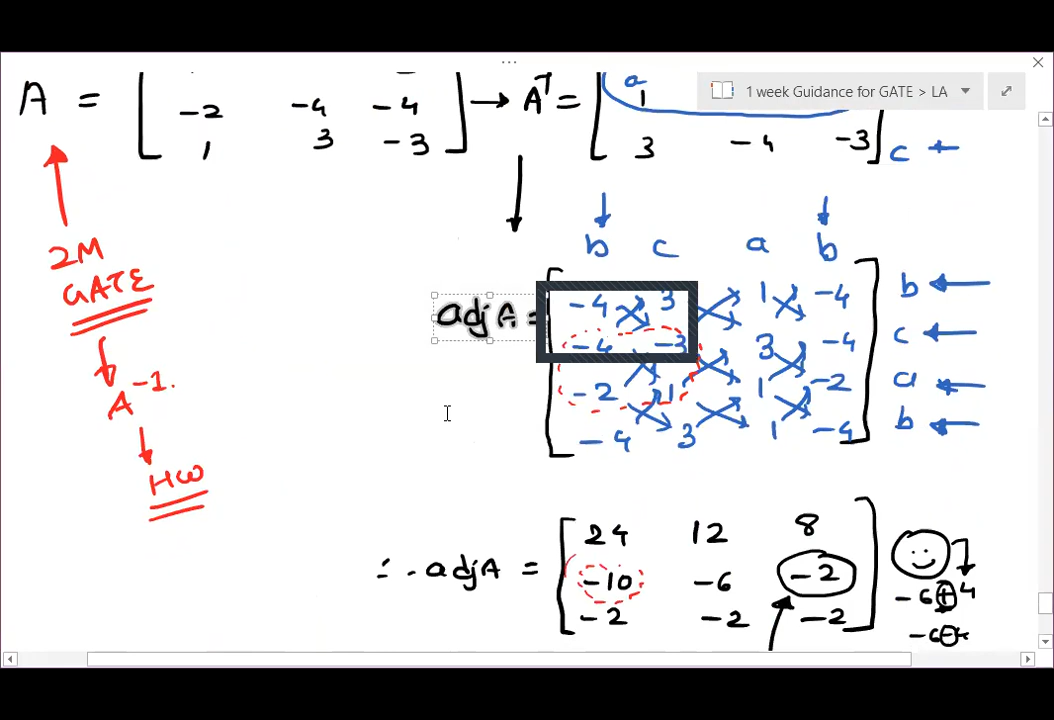 1 week Guidance for GATE > LA
A = [ -2 -4 -4 → Aᵀ = [ a
1 3 -3 ] 1
3 -4 -3 ] c ←
b c a b
2M
GATE
A⁻¹.
HW
adj A = [ -4 3 1 -4 b ←
-4 -3 3 -4 c ←
-2 1 1 -2 a ←
-4 3 1 -4 ] b ←
∴ adjA = [ 24 12 8
-10 -6 -2 -6+4
-2 -2 -2 ]